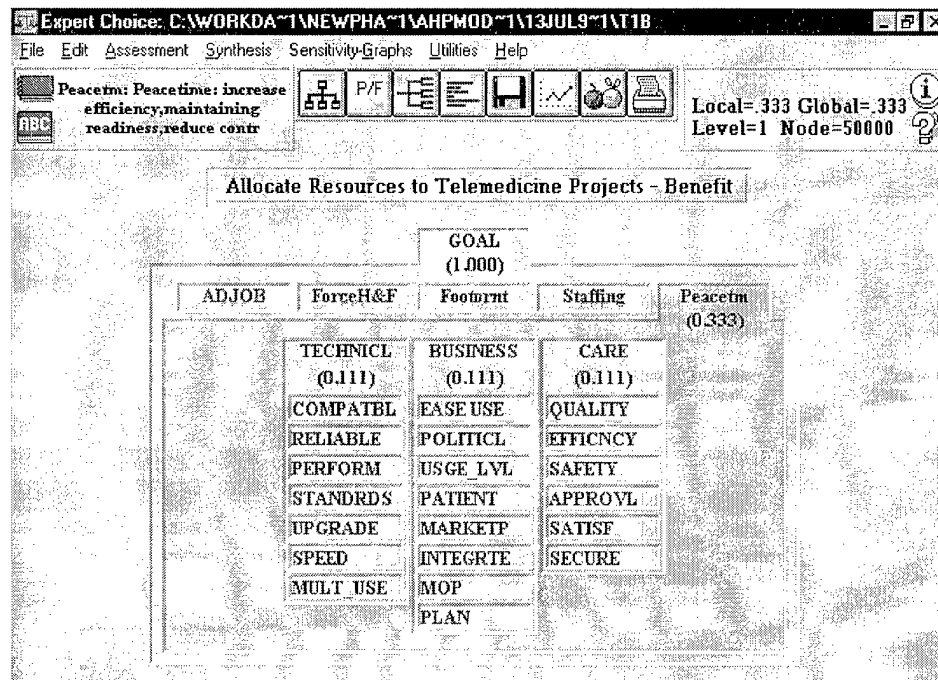 Expert Choice: C:\WORKDA~1\NEWPHA~1\AHPMOD~1\13JUL9~1\T1B
File Edit Assessment Synthesis Sensitivity-Graphs Utilities Help
Peacetm: Peacetime: increase
efficiency,maintaining
readiness,reduce contr
ABC
P/F
Local=.333 Global=.333
Level=1 Node=50000
Allocate Resources to Telemedicine Projects - Benefit
GOAL
(1.000)
ADJOB ForceH&F Footprnt Staffing Peacetm
(0.333)
TECHNICL BUSINESS CARE
(0.111) (0.111) (0.111)
COMPATBL EASE USE QUALITY
RELIABLE POLITICL EFFICNCY
PERFORM USGE_LVL SAFETY
STANDRDS PATIENT APPROVL
UPGRADE MARKETP SATISF
SPEED INTEGRTE SECURE
MULT_USE MOP
PLAN